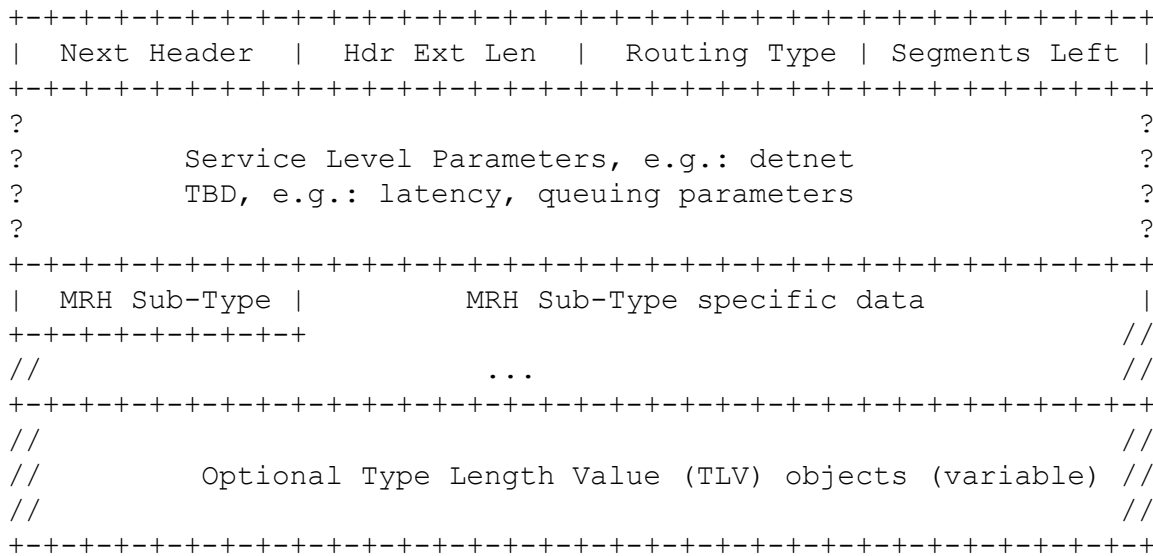 +-+-+-+-+-+-+-+-+-+-+-+-+-+-+-+-+-+-+-+-+-+-+-+-+-+-+-+-+-+-+-+-+
|  Next Header  |  Hdr Ext Len  |  Routing Type | Segments Left |
+-+-+-+-+-+-+-+-+-+-+-+-+-+-+-+-+-+-+-+-+-+-+-+-+-+-+-+-+-+-+-+-+
?                                                               ?
?        Service Level Parameters, e.g.: detnet                 ?
?        TBD, e.g.: latency, queuing parameters                 ?
?                                                               ?
+-+-+-+-+-+-+-+-+-+-+-+-+-+-+-+-+-+-+-+-+-+-+-+-+-+-+-+-+-+-+-+-+
|  MRH Sub-Type |         MRH Sub-Type specific data            |
+-+-+-+-+-+-+-+-+                                              //
//                         ...                                 //
+-+-+-+-+-+-+-+-+-+-+-+-+-+-+-+-+-+-+-+-+-+-+-+-+-+-+-+-+-+-+-+-+
//                                                             //
//         Optional Type Length Value (TLV) objects (variable) //
//                                                             //
+-+-+-+-+-+-+-+-+-+-+-+-+-+-+-+-+-+-+-+-+-+-+-+-+-+-+-+-+-+-+-+-+